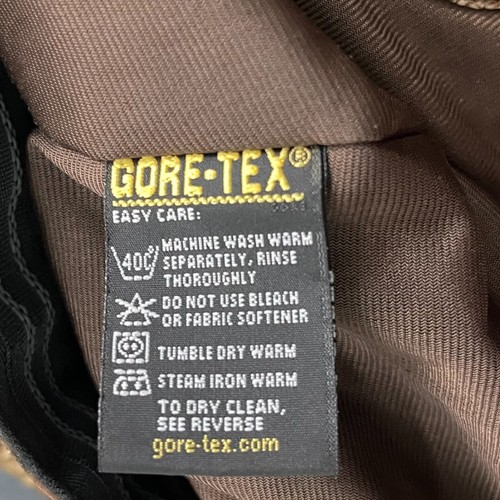 GORE-TEX®
EASY CARE:
40C MACHINE WASH WARM
SEPARATELY, RINSE
THOROUGHLY
DO NOT USE BLEACH
OR FABRIC SOFTENER
TUMBLE DRY WARM
STEAM IRON WARM
TO DRY CLEAN,
SEE REVERSE
gore-tex.com